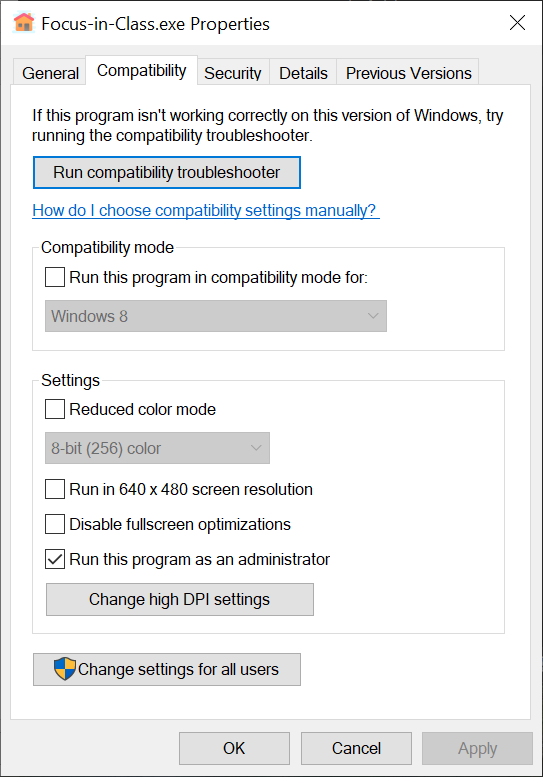 Focus-in-Class.exe Properties
General Compatibility Security Details Previous Versions
If this program isn't working correctly on this version of Windows, try
running the compatibility troubleshooter.
Run compatibility troubleshooter
How do I choose compatibility settings manually?
Compatibility mode
Run this program in compatibility mode for:
Windows 8
Settings
Reduced color mode
8-bit (256) color
Run in 640 x 480 screen resolution
Disable fullscreen optimizations
Run this program as an administrator
Change high DPI settings
Change settings for all users
OK Cancel Apply